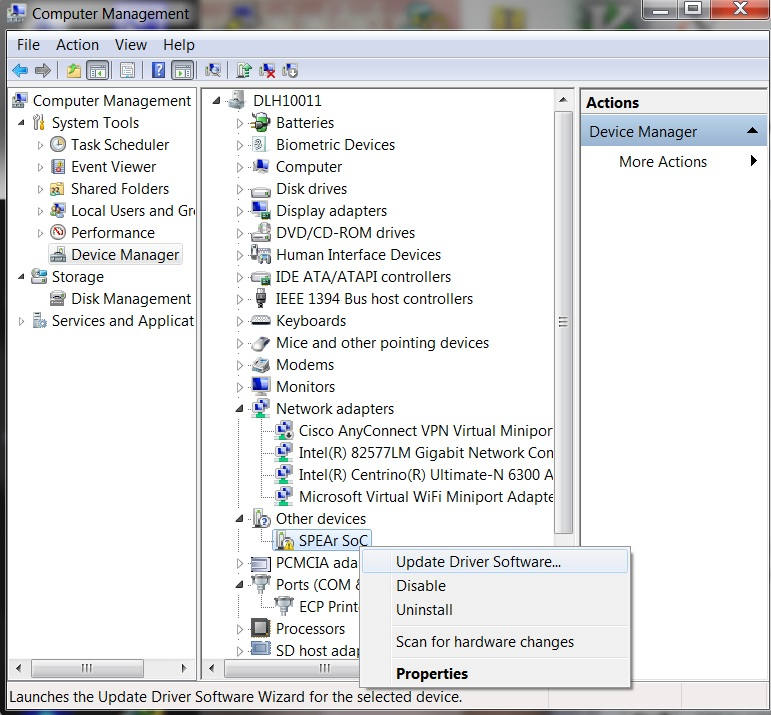 Computer Management
File Action View Help
Computer Management
System Tools
Task Scheduler
Event Viewer
Shared Folders
Local Users and Gr
Performance
Device Manager
Storage
Disk Management
Services and Applicat
DLH10011
Batteries
Biometric Devices
Computer
Disk drives
Display adapters
DVD/CD-ROM drives
Human Interface Devices
IDE ATA/ATAPI controllers
IEEE 1394 Bus host controllers
Keyboards
Mice and other pointing devices
Modems
Monitors
Network adapters
Cisco AnyConnect VPN Virtual Minipor
Intel(R) 82577LM Gigabit Network Con
Intel(R) Centrino(R) Ultimate-N 6300 A
Microsoft Virtual WiFi Miniport Adapte
Other devices
SPEAr SoC
PCMCIA ada
Ports (COM &
ECP Print
Processors
SD host adap
Update Driver Software...
Disable
Uninstall
Scan for hardware changes
Properties
Actions
Device Manager
More Actions
Launches the Update Driver Software Wizard for the selected device.